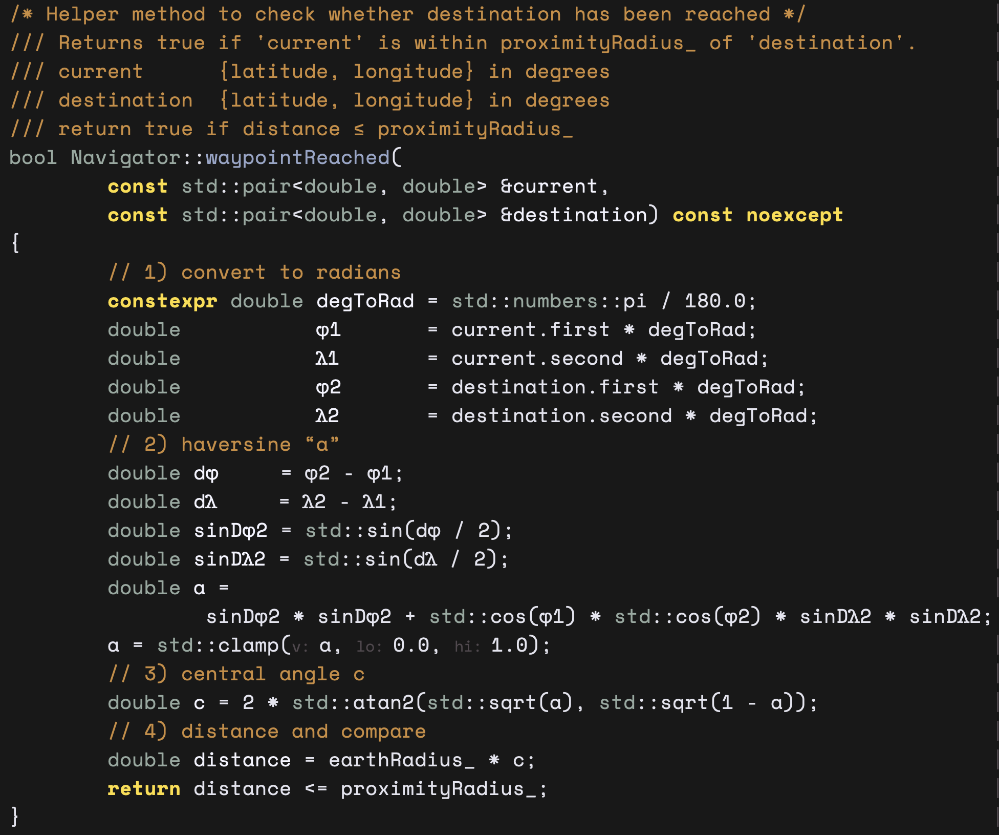 /* Helper method to check whether destination has been reached */
/// Returns true if 'current' is within proximityRadius_ of 'destination'.
/// current      {latitude, longitude} in degrees
/// destination  {latitude, longitude} in degrees
/// return true if distance ≤ proximityRadius_
bool Navigator::waypointReached(
        const std::pair<double, double> &current,
        const std::pair<double, double> &destination) const noexcept
{
        // 1) convert to radians
        constexpr double degToRad = std::numbers::pi / 180.0;
        double           φ1       = current.first * degToRad;
        double           λ1       = current.second * degToRad;
        double           φ2       = destination.first * degToRad;
        double           λ2       = destination.second * degToRad;
        // 2) haversine “a”
        double dφ     = φ2 - φ1;
        double dλ     = λ2 - λ1;
        double sinDφ2 = std::sin(dφ / 2);
        double sinDλ2 = std::sin(dλ / 2);
        double a =
                sinDφ2 * sinDφ2 + std::cos(φ1) * std::cos(φ2) * sinDλ2 * sinDλ2;
        a = std::clamp(v: a, lo: 0.0, hi: 1.0);
        // 3) central angle c
        double c = 2 * std::atan2(std::sqrt(a), std::sqrt(1 - a));
        // 4) distance and compare
        double distance = earthRadius_ * c;
        return distance <= proximityRadius_;
}